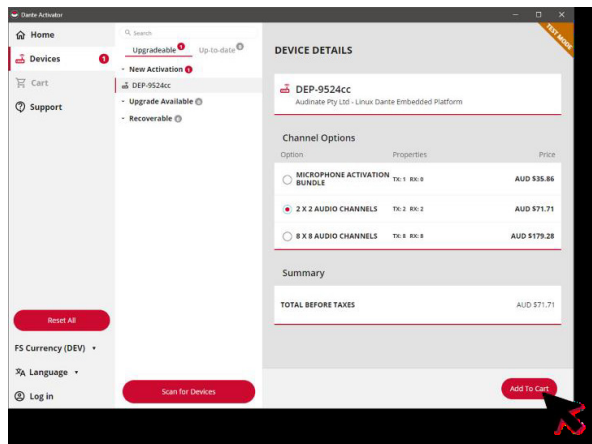 Dante Activator
Home
Devices 1
Cart
Support
Reset All
FS Currency (DEV)
Language
Log in
Search
Upgradeable 1 Up-to-date 0
New Activation 1
DEP-9524cc
Upgrade Available 0
Recoverable 0
Scan for Devices
TEST MODE
DEVICE DETAILS
DEP-9524cc
Audinate Pty Ltd - Linux Dante Embedded Platform
Channel Options
Option Properties Price
MICROPHONE ACTIVATION BUNDLE TX: 1 RX: 0 AUD $35.86
2 X 2 AUDIO CHANNELS TX: 2 RX: 2 AUD $71.71
8 X 8 AUDIO CHANNELS TX: 8 RX: 8 AUD $179.28
Summary
TOTAL BEFORE TAXES AUD $71.71
Add To Cart